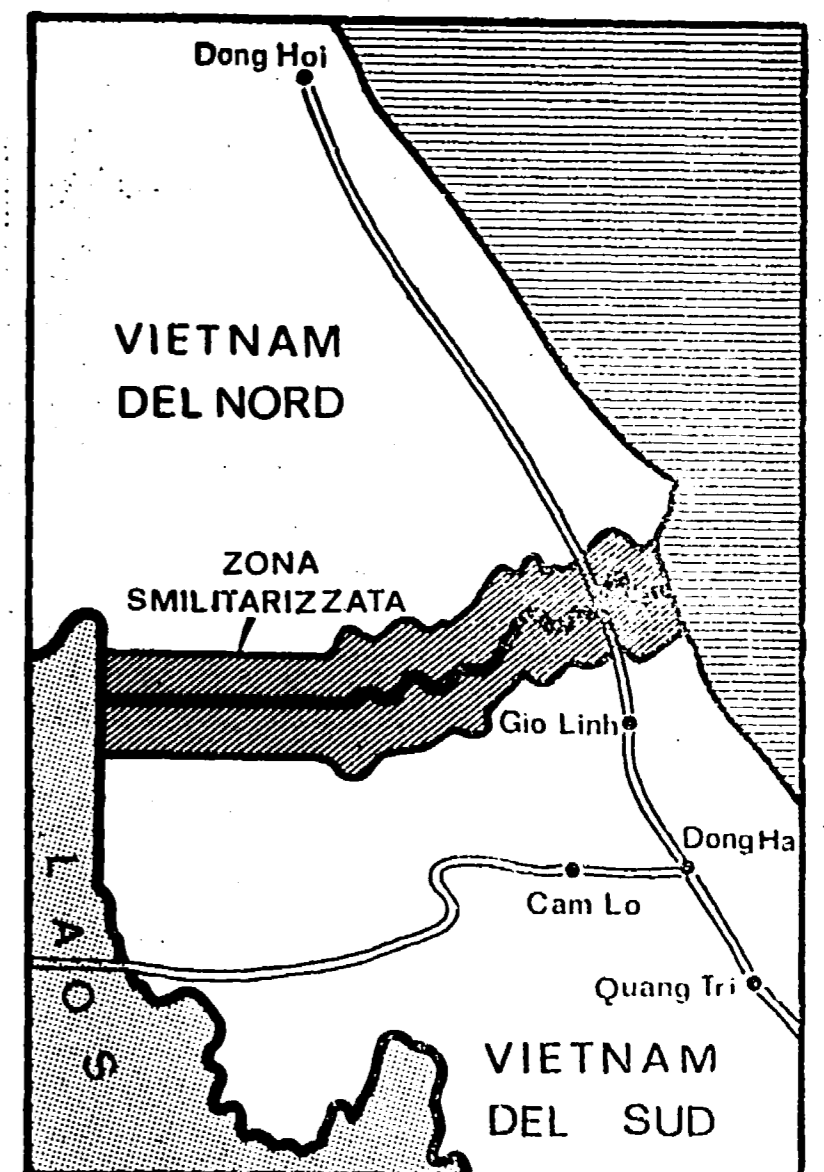 Dong Hoi
VIETNAM
DEL NORD
ZONA
SMILITARIZZATA
Gio Linh
Dong Ha
Cam Lo
LAOS
Quang Tri
VIETNAM
DEL SUD